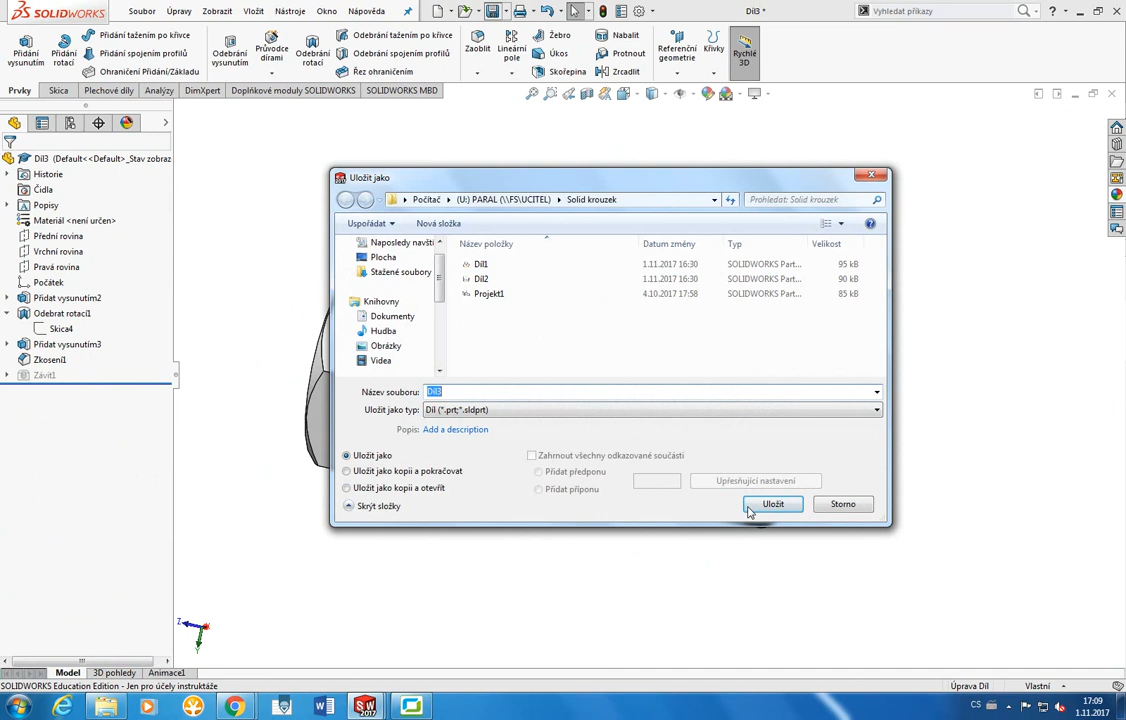 SOLIDWORKS
Soubor Úpravy Zobrazit Vložit Nástroje Okno Nápověda
Díl3 *
Vyhledat příkazy
Přidání vysunutím
Přidání rotací
Přidání tažením po křivce
Přidání spojením profilů
Ohraničení Přidání/Základu
Odebrání vysunutím
Průvodce dírami
Odebrání rotací
Odebrání tažením po křivce
Odebrání spojením profilů
Řez ohraničením
Zaoblit
Lineární pole
Žebro
Úkos
Skořepina
Nabalit
Protnout
Zrcadlit
Referenční geometrie
Křivky
Rychlé 3D
Prvky Skica Plechové díly Analýzy DimXpert Doplňkové moduly SOLIDWORKS SOLIDWORKS MBD
Díl3 (Default<<Default>_Stav zobraz
Historie
Čidla
Popisy
Materiál <není určen>
Přední rovina
Vrchní rovina
Pravá rovina
Počátek
Přidat vysunutím2
Odebrat rotací1
Skica4
Přidat vysunutím3
Zkosení1
Závit1
Uložit jako
Počítač (U:) PARAL (\\FS\UCITEL) Solid krouzek
Prohledat: Solid krouzek
Uspořádat Nová složka
Naposledy navšti
Plocha
Stažené soubory
Knihovny
Dokumenty
Hudba
Obrázky
Videa
Název položky Datum změny Typ Velikost
Díl1 1.11.2017 16:30 SOLIDWORKS Part... 95 kB
Díl2 1.11.2017 16:30 SOLIDWORKS Part... 90 kB
Projekt1 4.10.2017 17:58 SOLIDWORKS Part... 85 kB
Název souboru: Díl3
Uložit jako typ: Díl (*.prt;*.sldprt)
Popis: Add a description
Uložit jako
Uložit jako kopii a pokračovat
Uložit jako kopii a otevřít
Zahrnout všechny odkazované součásti
Přidat předponu
Přidat příponu
Upřesňující nastavení
Skrýt složky
Uložit Storno
Z
Y
Model 3D pohledy Animace1
SOLIDWORKS Education Edition - Jen pro účely instruktáže
Úprava Díl Vlastní
SW 2017
CS
17:09
1.11.2017